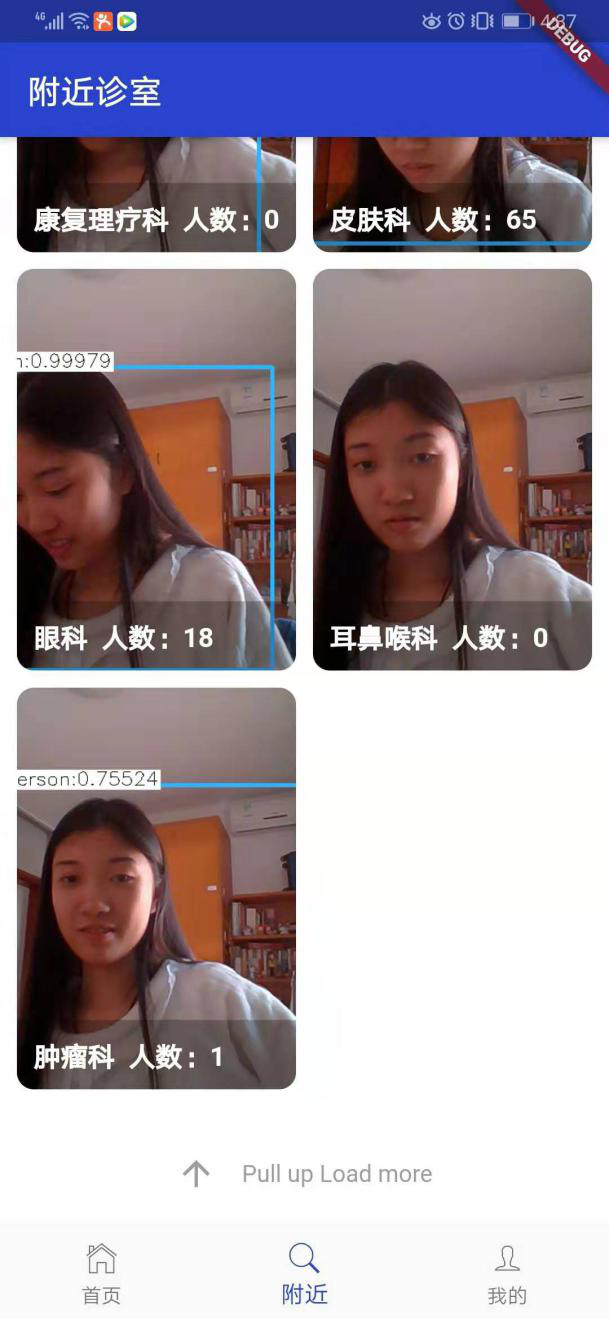 4G
DEBUG
附近诊室
康复理疗科 人数：0
皮肤科 人数：65
n:0.99979
眼科 人数：18
耳鼻喉科 人数：0
erson:0.75524
肿瘤科 人数：1
Pull up Load more
首页
附近
我的